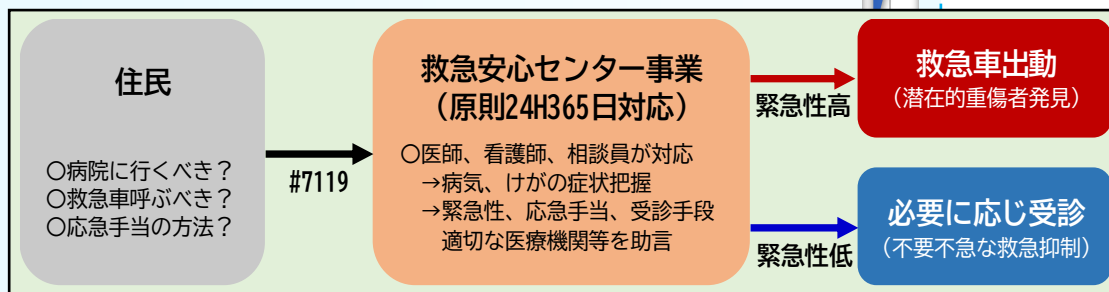 住民
〇病院に行くべき？
〇救急車呼ぶべき？
〇応急手当の方法？
#7119
救急安心センター事業
（原則24H365日対応）
〇医師、看護師、相談員が対応
→病気、けがの症状把握
→緊急性、応急手当、受診手段
適切な医療機関等を助言
緊急性高
救急車出動
（潜在的重傷者発見）
緊急性低
必要に応じ受診
（不要不急な救急抑制）